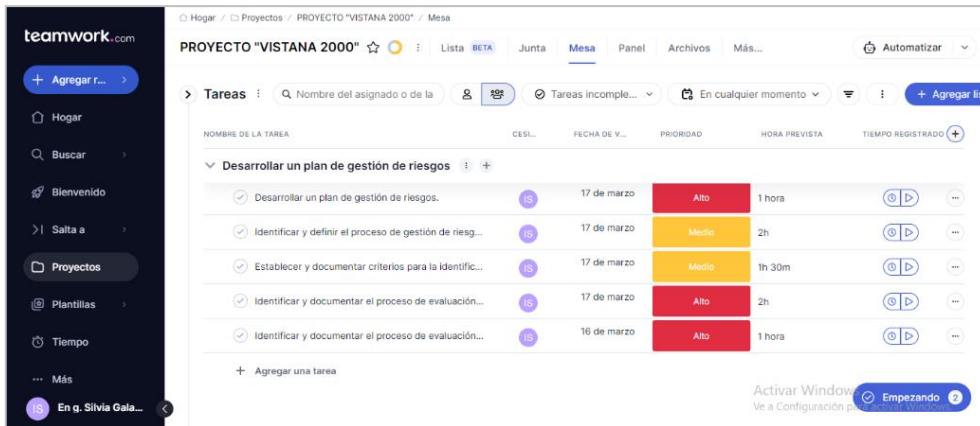 teamwork.com
Agregar r...
Hogar
Buscar
Bienvenido
Salta a
Proyectos
Plantillas
Tiempo
Más
IS En g. Silvia Gala...
Hogar / Proyectos / PROYECTO "VISTANA 2000" / Mesa
PROYECTO "VISTANA 2000" Lista BETA Junta Mesa Panel Archivos Más... Automatizar
Tareas Nombre del asignado o de la Tareas incomple... En cualquier momento + Agregar lis
NOMBRE DE LA TAREA CESI... FECHA DE V... PRIORIDAD HORA PREVISTA TIEMPO REGISTRADO
Desarrollar un plan de gestión de riesgos
Desarrollar un plan de gestión de riesgos. IS 17 de marzo Alto 1 hora
Identificar y definir el proceso de gestión de riesg... IS 17 de marzo Medio 2h
Establecer y documentar criterios para la identific... IS 17 de marzo Medio 1h 30m
Identificar y documentar el proceso de evaluación... IS 17 de marzo Alto 2h
Identificar y documentar el proceso de evaluación... IS 16 de marzo Alto 1 hora
+ Agregar una tarea
Activar Windows
Ve a Configuración para activar Windows.
Empezando 2